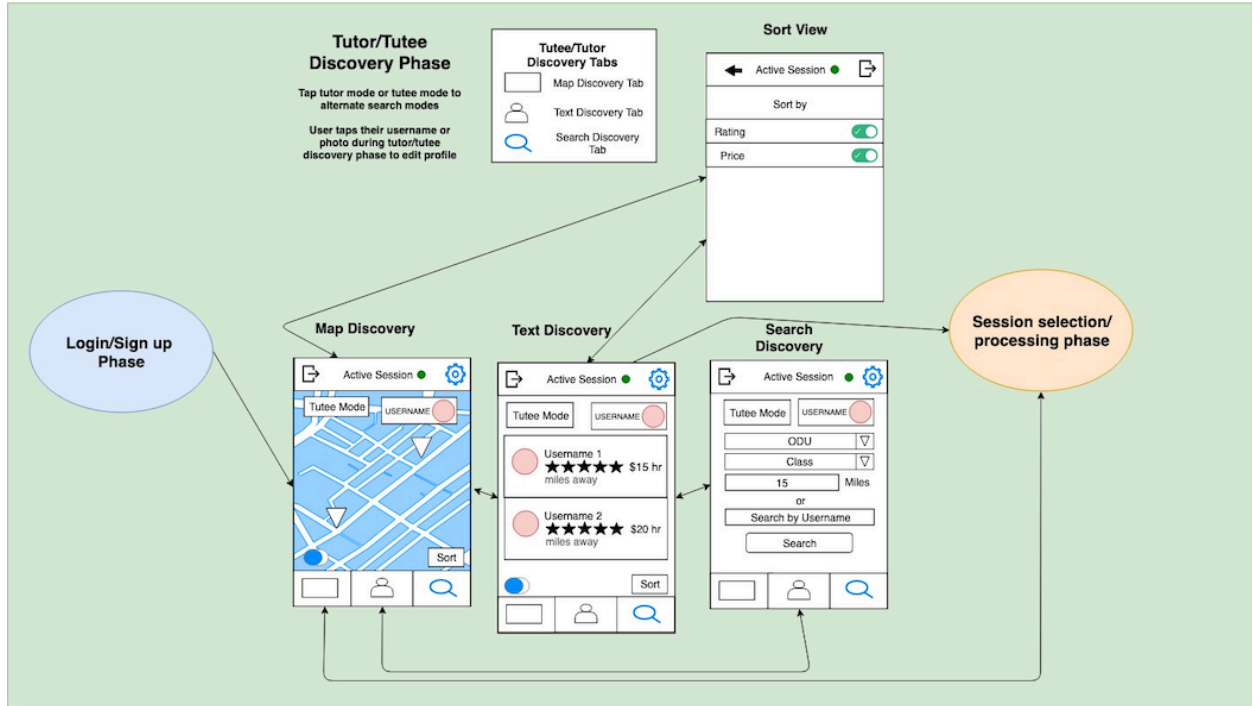 Tutor/Tutee
Discovery Phase
Tap tutor mode or tutee mode to
alternate search modes
User taps their username or
photo during tutor/tutee
discovery phase to edit profile
Tutee/Tutor
Discovery Tabs
Map Discovery Tab
Text Discovery Tab
Search Discovery
Tab
Sort View
Active Session
Sort by
Rating
Price
Login/Sign up
Phase
Map Discovery
Active Session
Tutee Mode
USERNAME
Sort
Text Discovery
Active Session
Tutee Mode
USERNAME
Username 1
$15 hr
miles away
Username 2
$20 hr
miles away
Sort
Search
Discovery
Active Session
Tutee Mode
USERNAME
ODU
Class
15 Miles
or
Search by Username
Search
Session selection/
processing phase